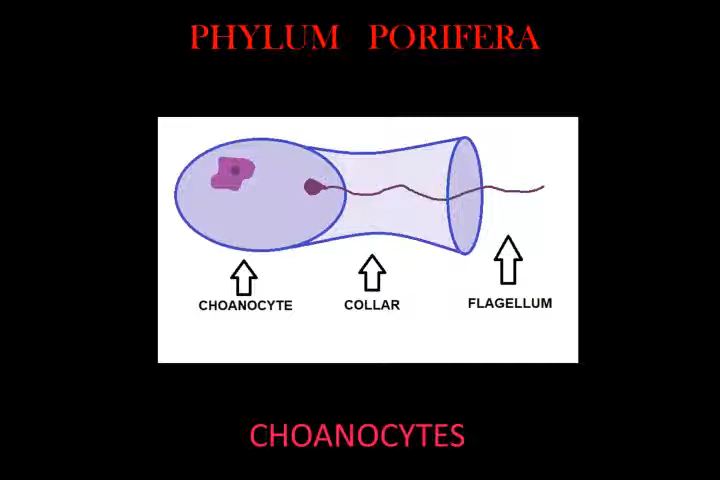 PHYLUM PORIFERA
CHOANOCYTE COLLAR FLAGELLUM
CHOANOCYTES